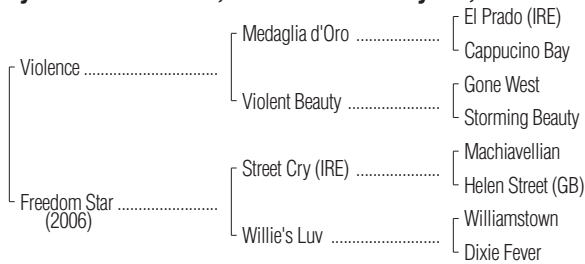 El Prado (IRE)
Medaglia d'Oro ....................
Cappucino Bay
Violence ................................
Gone West
Violent Beauty ......................
Storming Beauty
Machiavellian
Street Cry (IRE) ....................
Helen Street (GB)
Freedom Star ........................
(2006)
Williamstown
Willie's Luv ..........................
Dixie Fever